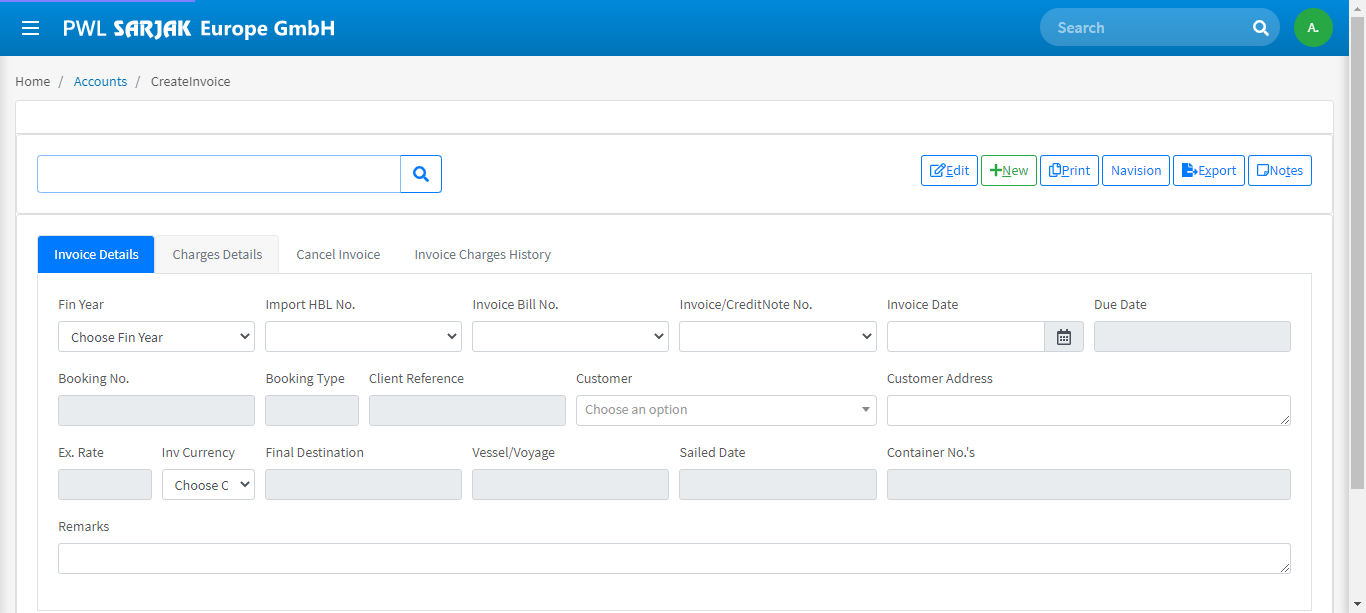 PWL SARJAK Europe GmbH
Search
A.
Home / Accounts / CreateInvoice
Edit New Print Navision Export Notes
Invoice Details Charges Details Cancel Invoice Invoice Charges History
Fin Year Import HBL No. Invoice Bill No. Invoice/CreditNote No. Invoice Date Due Date
Choose Fin Year
Booking No. Booking Type Client Reference Customer Customer Address
Choose an option
Ex. Rate Inv Currency Final Destination Vessel/Voyage Sailed Date Container No.'s
Choose C
Remarks